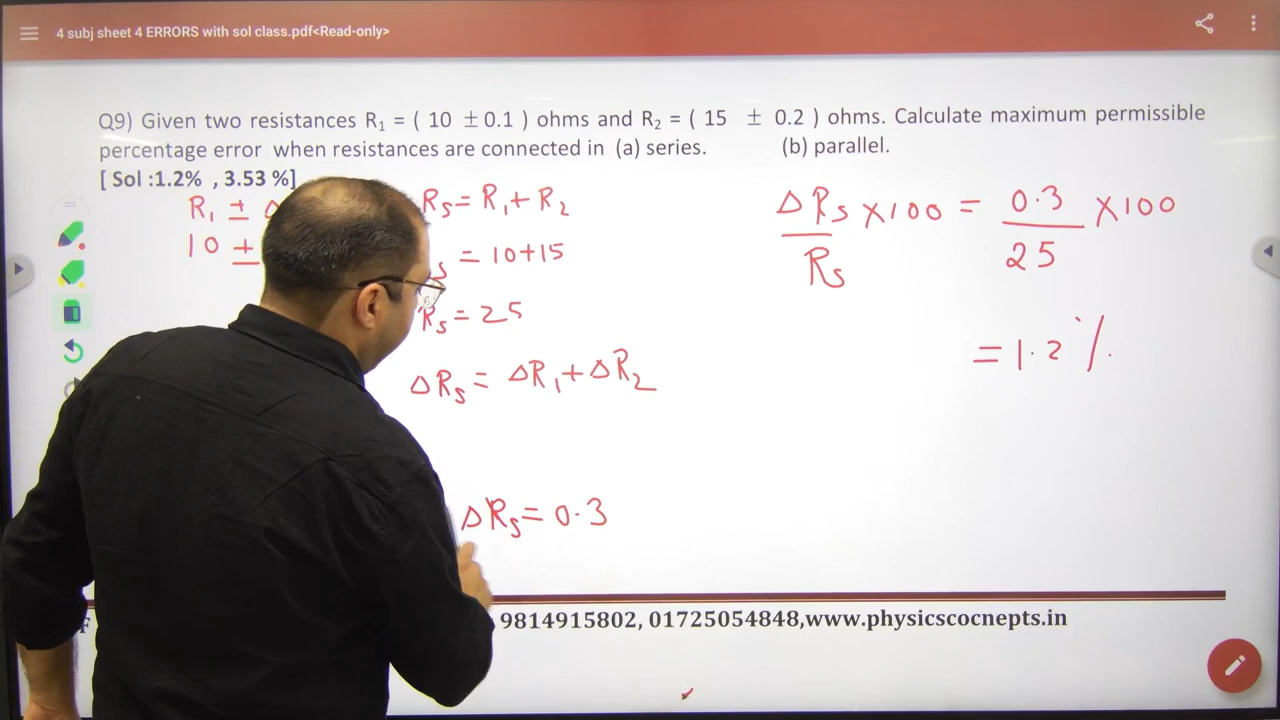 4 subj sheet 4 ERRORS with sol class.pdf<Read-only>
Q9) Given two resistances R₁ = ( 10 ± 0.1 ) ohms and R₂ = ( 15 ± 0.2 ) ohms. Calculate maximum permissible
percentage error when resistances are connected in (a) series. (b) parallel.
[ Sol :1.2% , 3.53 %]
R₁ ±
10 ±
Rs = R₁ + R₂
= 10+15
Rs = 25
ΔRs = ΔR₁ + ΔR₂
ΔRs = 0.3
ΔRs/Rs ×100 = 0.3/25 ×100
= 1.2 %
9814915802, 01725054848,www.physicscocnepts.in